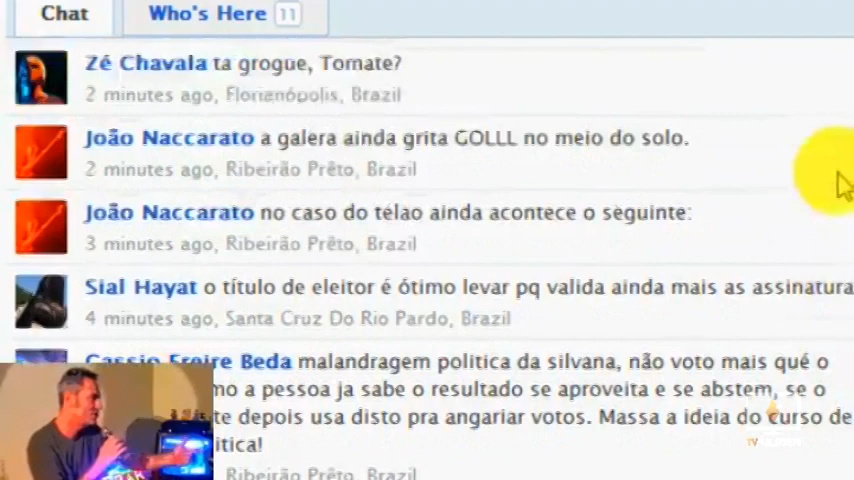 Chat
Who's Here 11
Zé Chavala ta grogue, Tomate?
2 minutes ago, Florianópolis, Brazil
João Naccarato a galera ainda grita GOLLL no meio do solo.
2 minutes ago, Ribeirão Prêto, Brazil
João Naccarato no caso do telao ainda acontece o seguinte:
3 minutes ago, Ribeirão Prêto, Brazil
Sial Hayat o título de eleitor é ótimo levar pq valida ainda mais as assinatura
4 minutes ago, Santa Cruz Do Rio Pardo, Brazil
Cassio Freire Beda malandragem politica da silvana, não voto mais qué o
mo a pessoa ja sabe o resultado se aproveita e se abstem, se o
te depois usa disto pra angariar votos. Massa a ideia do curso de
itica!
Ribeirão Prêto, Brazil